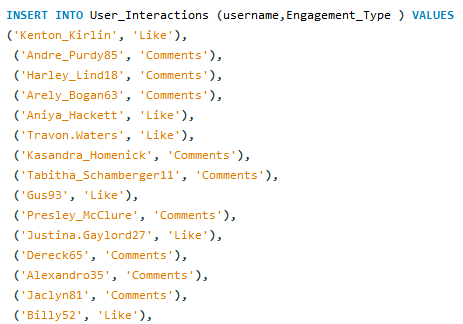 INSERT INTO User_Interactions (username,Engagement_Type ) VALUES
('Kenton_Kirlin', 'Like'),
('Andre_Purdy85', 'Comments'),
('Harley_Lind18', 'Comments'),
('Arely_Bogan63', 'Comments'),
('Aniya_Hackett', 'Like'),
('Travon.Waters', 'Like'),
('Kasandra_Homenick', 'Comments'),
('Tabitha_Schamberger11', 'Comments'),
('Gus93', 'Like'),
('Presley_McClure', 'Comments'),
('Justina.Gaylord27', 'Like'),
('Dereck65', 'Comments'),
('Alexandro35', 'Comments'),
('Jaclyn81', 'Comments'),
('Billy52', 'Like'),